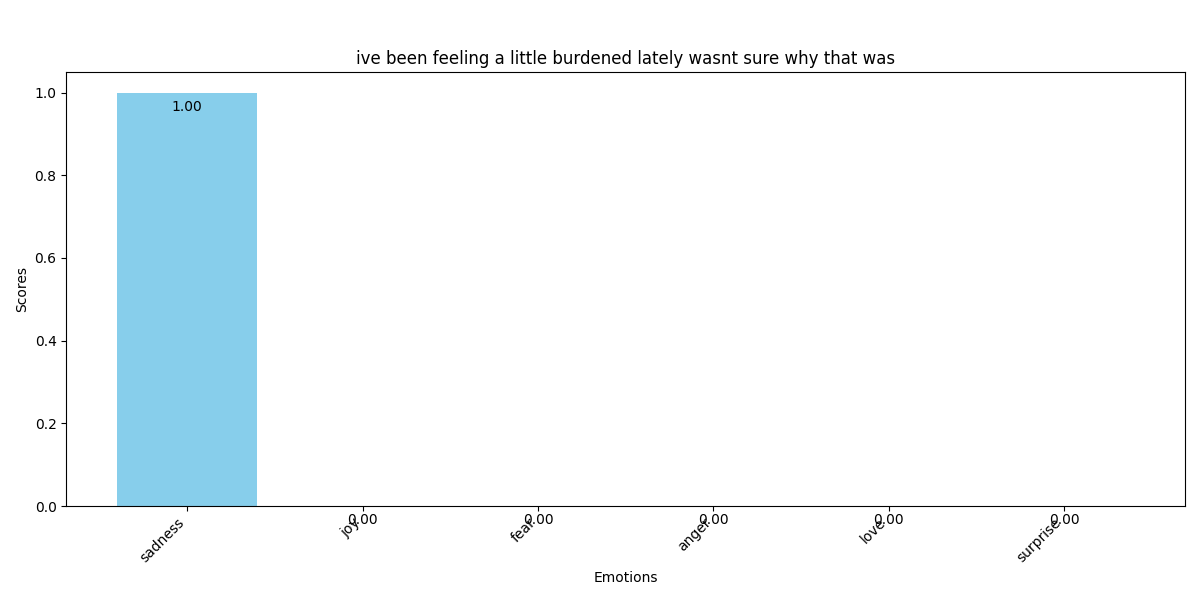 ive been feeling a little burdened lately wasnt sure why that was
1.0
0.8
0.6
0.4
0.2
0.0
Scores
1.00
0.00
0.00
0.00
0.00
0.00
sadness
joy
fear
anger
love
surprise
Emotions